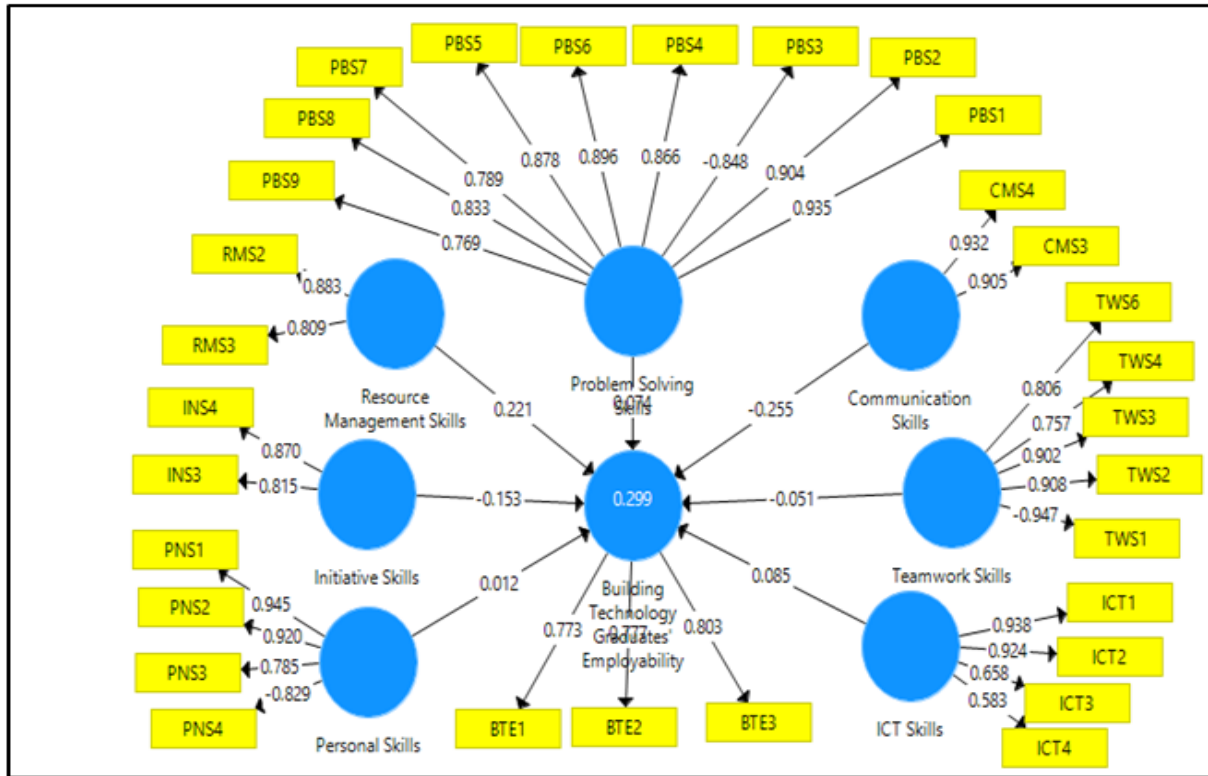 PBS5
PBS6
PBS4
PBS3
PBS2
PBS7
PBS8
PBS1
PBS9
0.878
0.896
0.866
-0.848
0.904
0.789
0.833
0.935
0.769
CMS4
0.932
CMS3
0.905
RMS2
0.883
RMS3
0.809
TWS6
TWS4
TWS3
TWS2
TWS1
0.806
0.757
0.902
0.908
-0.947
Resource
Management Skills
Problem Solving
Skills
Communication
Skills
0.221
0.074
-0.255
INS4
0.870
INS3
0.815
-0.153
0.299
-0.051
Initiative Skills
Building
Technology
Graduates'
Employability
Teamwork Skills
PNS1
PNS2
PNS3
PNS4
0.945
0.920
0.785
-0.829
0.012
0.085
ICT1
ICT2
ICT3
ICT4
0.938
0.924
0.658
0.583
0.773
0.777
0.803
Personal Skills
BTE1
BTE2
BTE3
ICT Skills